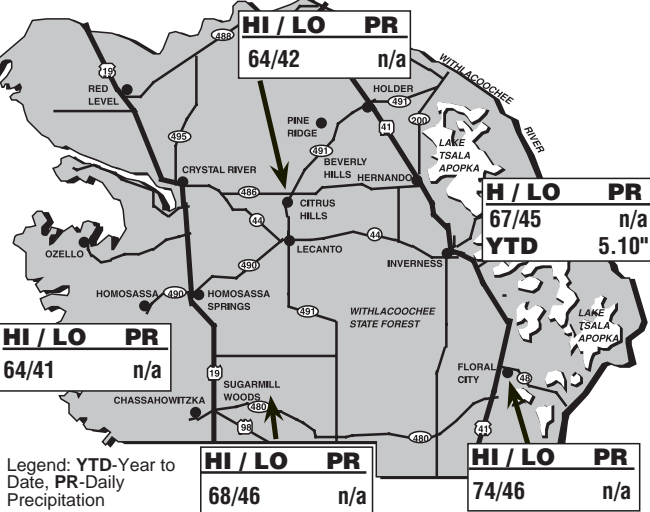 HI / LO PR
64/42 n/a
488
19
RED
LEVEL
WITHLACOOCHEE
RIVER
HOLDER
491
200
PINE
RIDGE
41
495
491
LAKE
TSALA
APOPKA
BEVERLY
HILLS
CRYSTAL RIVER
HERNANDO
486
CITRUS
HILLS
HI / LO PR
67/45 n/a
YTD 5.10"
44
44
OZELLO
LECANTO
INVERNESS
490
HOMOSASSA
490
HOMOSASSA
SPRINGS
491
WITHLACOOCHEE
STATE FOREST
LAKE
TSALA
APOPKA
HI / LO PR
64/41 n/a
19
FLORAL
CITY
48
SUGARMILL
WOODS
CHASSAHOWITZKA
480
98
480
41
HI / LO PR
68/46 n/a
HI / LO PR
74/46 n/a
Legend: YTD-Year to
Date, PR-Daily
Precipitation